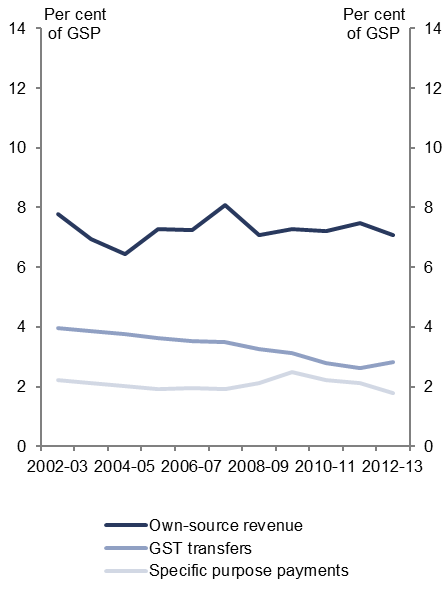 Per cent of GSP
Per cent of GSP
14 14
12 12
10 10
8 8
6 6
4 4
2 2
0 0
2002-03 2004-05 2006-07 2008-09 2010-11 2012-13
Own-source revenue
GST transfers
Specific purpose payments